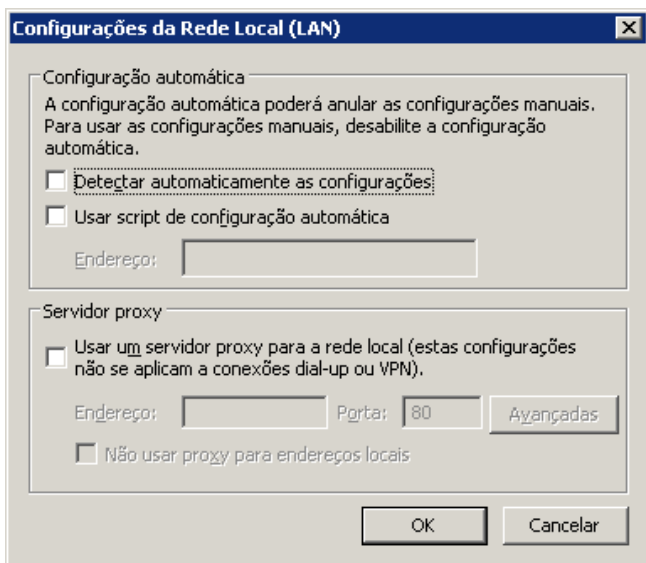 Configurações da Rede Local (LAN)
Configuração automática
A configuração automática poderá anular as configurações manuais.
Para usar as configurações manuais, desabilite a configuração
automática.
Detectar automaticamente as configurações
Usar script de configuração automática
Endereço:
Servidor proxy
Usar um servidor proxy para a rede local (estas configurações
não se aplicam a conexões dial-up ou VPN).
Endereço: Porta: 80 Avançadas
Não usar proxy para endereços locais
OK Cancelar